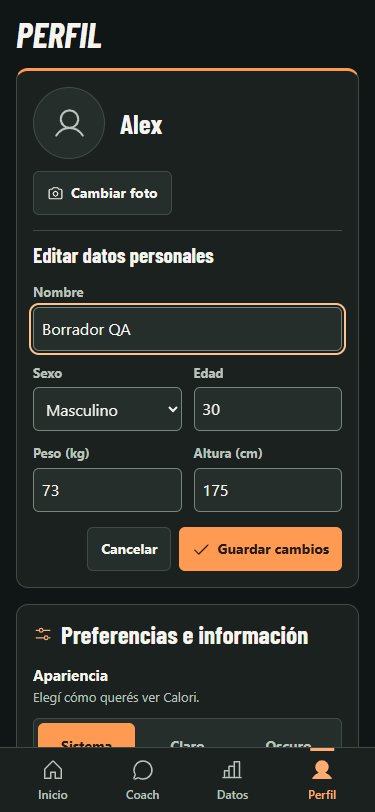 PERFIL
Alex
Cambiar foto
Editar datos personales
Nombre
Borrador QA
Sexo Edad
Masculino 30
Peso (kg) Altura (cm)
73 175
Cancelar Guardar cambios
Preferencias e información
Apariencia
Elegí cómo querés ver Calori.
Sistema Claro Oscuro
Inicio Coach Datos Perfil